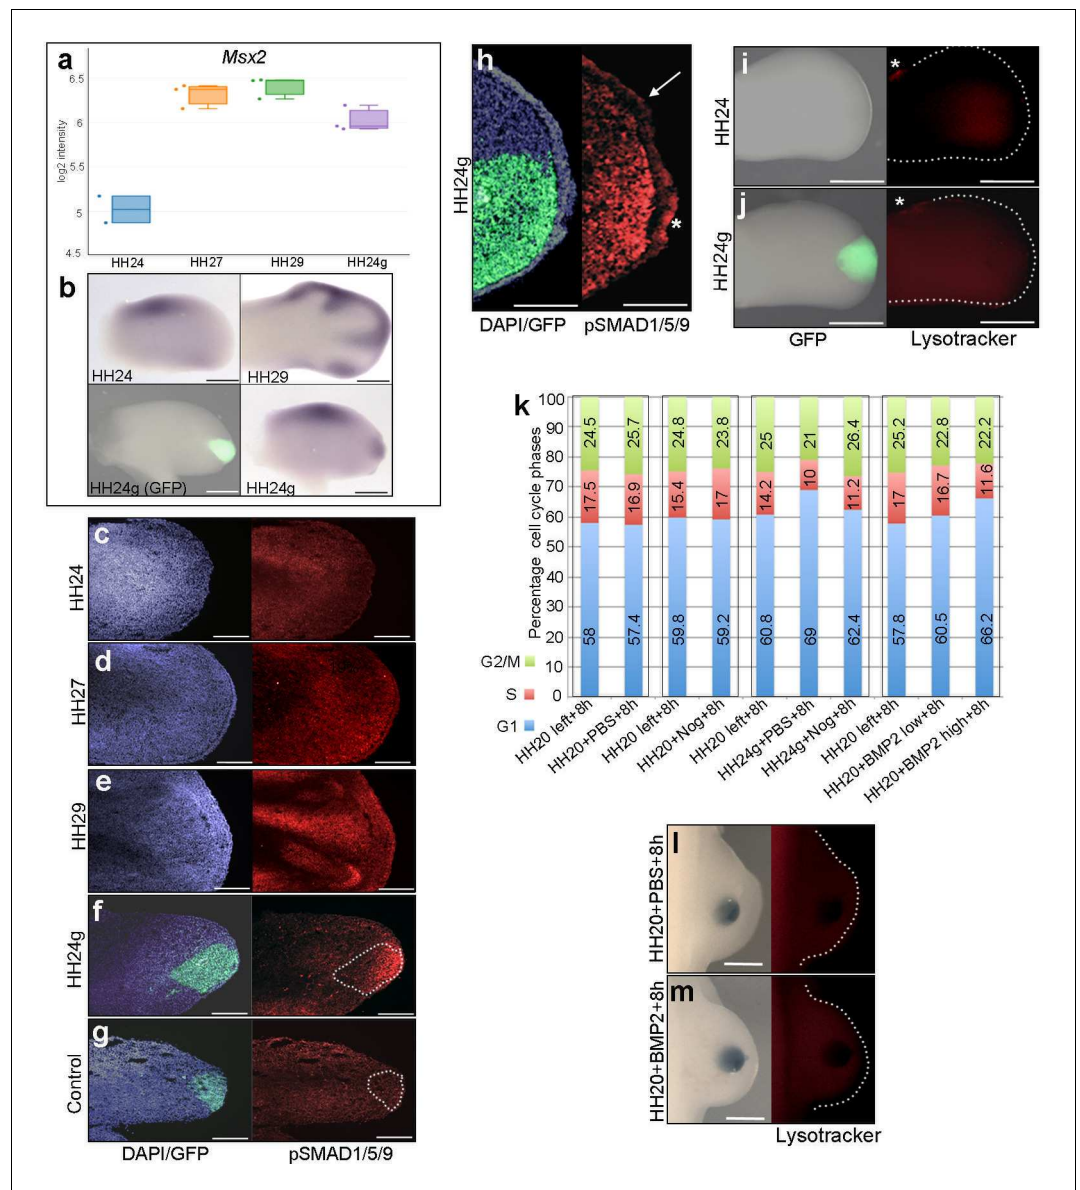 a
Msx2
6.5
6
5.5
5
4.5
log2 intensity
HH24 HH27 HH29 HH24g
b
HH24
HH29
HH24g (GFP)
HH24g
c
HH24
d
HH27
e
HH29
f
HH24g
g
Control
DAPI/GFP pSMAD1/5/9
h
HH24g
*
DAPI/GFP pSMAD1/5/9
i
HH24
*
j
HH24g
*
GFP Lysotracker
k
Percentage cell cycle phases
100
90
80
70
60
50
40
30
20
10
0
G2/M
S
G1
24.5 25.7 24.8 23.8 25 21 26.4 25.2 22.8 22.2
17.5 16.9 15.4 17 14.2 10 11.2 17 16.7 11.6
58 57.4 59.8 59.2 60.8 69 62.4 57.8 60.5 66.2
HH20 left+8h
HH20+PBS+8h
HH20 left+8h
HH20+Nog+8h
HH20 left+8h
HH24g+PBS+8h
HH24g+Nog+8h
HH20 left+8h
HH20+BMP2 low+8h
HH20+BMP2 high+8h
l
HH20+PBS+8h
m
HH20+BMP2+8h
Lysotracker